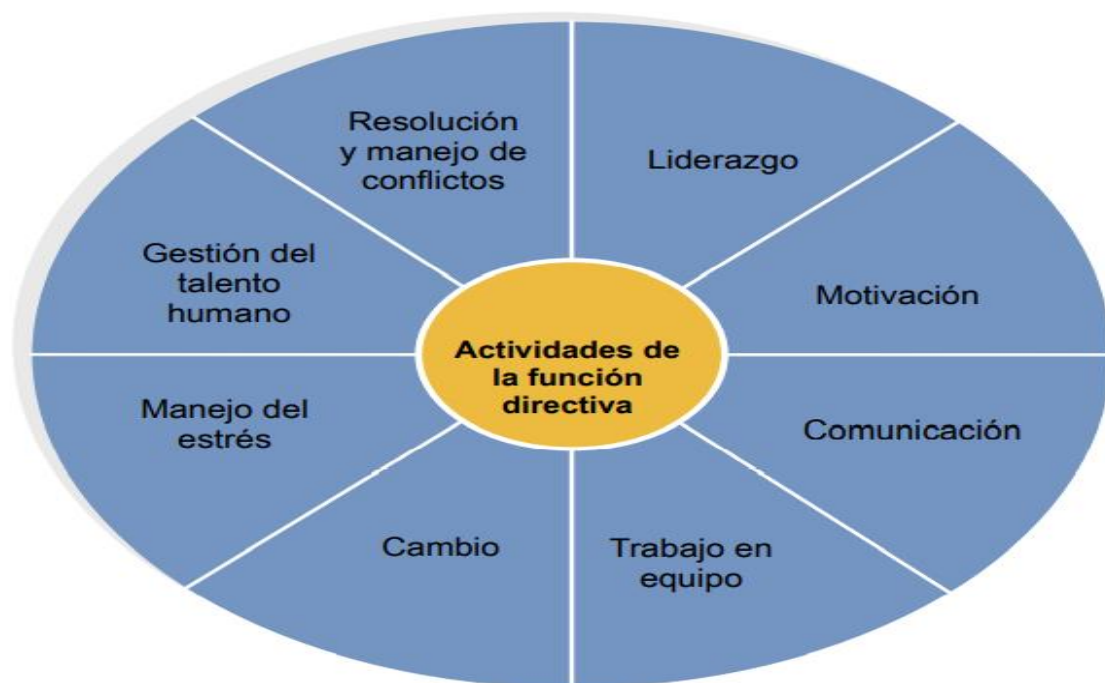 Resolución
y manejo de
conflictos
Liderazgo
Gestión del
talento
humano
Motivación
Actividades de
la función
directiva
Manejo del
estrés
Comunicación
Cambio
Trabajo en
equipo